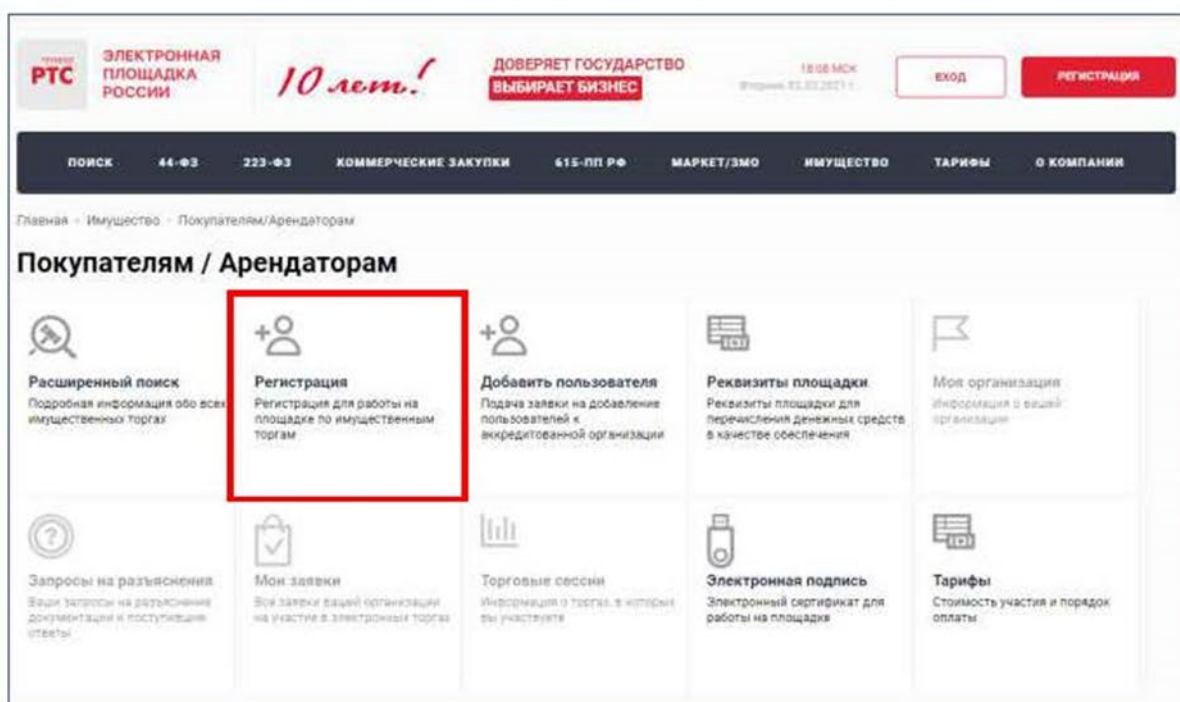 ТЕНДЕР
РТС
ЭЛЕКТРОННАЯ
ПЛОЩАДКА
РОССИИ
10 лет!
ДОВЕРЯЕТ ГОСУДАРСТВО
ВЫБИРАЕТ БИЗНЕС
18:08 МСК
ВХОД
РЕГИСТРАЦИЯ
ПОИСК 44-ФЗ 223-ФЗ КОММЕРЧЕСКИЕ ЗАКУПКИ 615-ПП РФ МАРКЕТ/ЗМО ИМУЩЕСТВО ТАРИФЫ О КОМПАНИИ
Главная - Имущество - Покупателям/Арендаторам
Покупателям / Арендаторам
Расширенный поиск
Подробная информация обо всех
имущественных торгах
Регистрация
Регистрация для работы на
площадке по имущественным
торгам
Добавить пользователя
Подача заявки на добавление
пользователей к
аккредитованной организации
Реквизиты площадки
Реквизиты площадки для
перечисления денежных средств
в качестве обеспечения
Моя организация
Информация о вашей
организации
Запросы на разъяснения
Ваши запросы на разъяснение
документации и поступившие
ответы
Мои заявки
Все заявки вашей организации
на участие в электронных торгах
Торговые сессии
Информация о торгах, в которых
вы участвуете
Электронная подпись
Электронный сертификат для
работы на площадке
Тарифы
Стоимость участия и порядок
оплаты